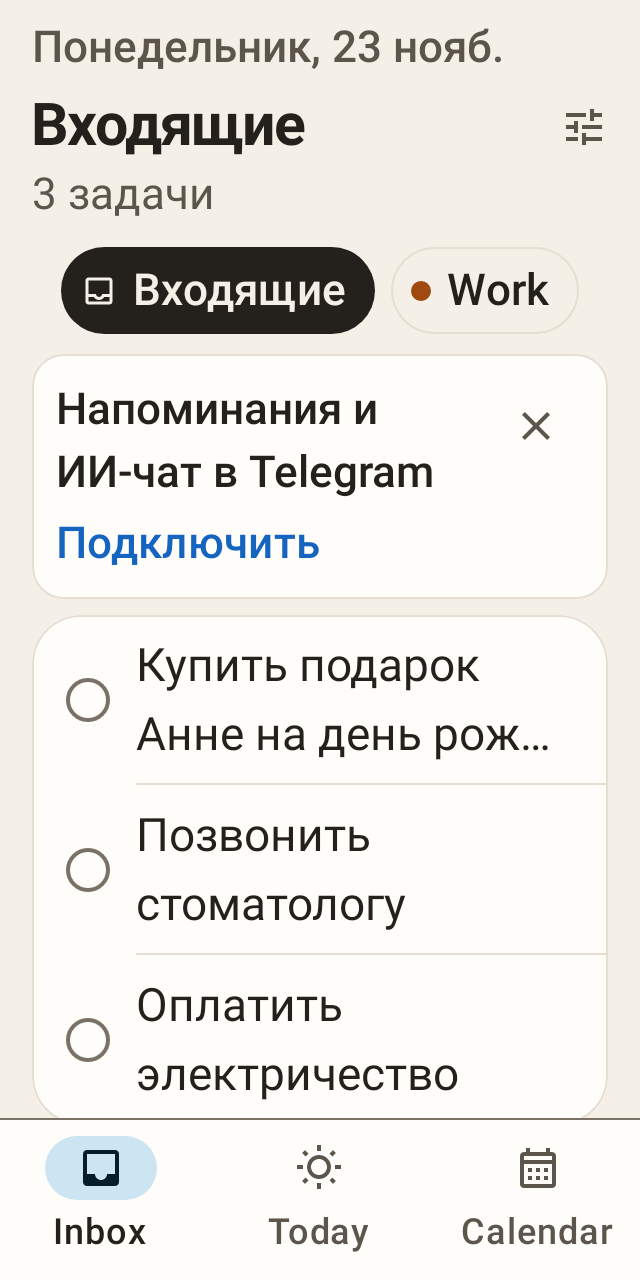 Понедельник, 23 нояб.
Входящие
3 задачи
Входящие
Work
Напоминания и
ИИ-чат в Telegram
Подключить
Купить подарок
Анне на день рож…
Позвонить
стоматологу
Оплатить
электричество
Inbox
Today
Calendar